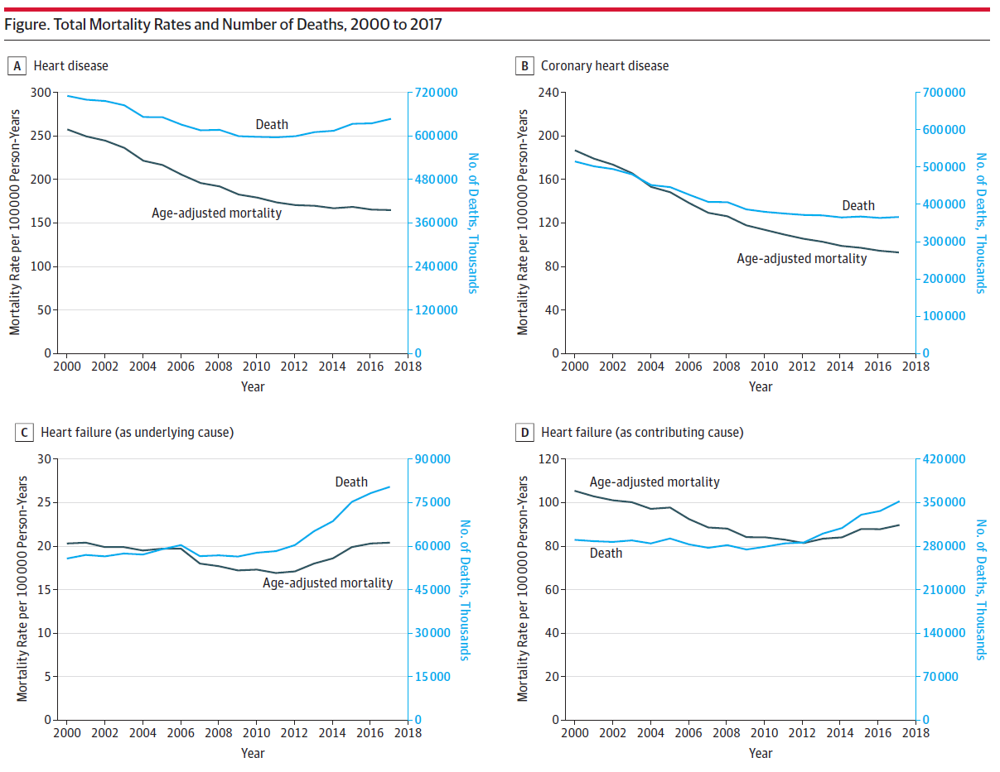 Figure. Total Mortality Rates and Number of Deaths, 2000 to 2017
A Heart disease
Mortality Rate per 100 000 Person-Years
300
250
200
150
100
50
0
Death
Age-adjusted mortality
720 000
600 000
480 000
360 000
240 000
120 000
0
No. of Deaths, Thousands
2000 2002 2004 2006 2008 2010 2012 2014 2016 2018
Year
B Coronary heart disease
Mortality Rate per 100 000 Person-Years
240
200
160
120
80
40
0
Death
Age-adjusted mortality
700 000
600 000
500 000
400 000
300 000
200 000
100 000
0
No. of Deaths, Thousands
2000 2002 2004 2006 2008 2010 2012 2014 2016 2018
Year
C Heart failure (as underlying cause)
Mortality Rate per 100 000 Person-Years
30
25
20
15
10
5
0
Death
Age-adjusted mortality
90 000
75 000
60 000
45 000
30 000
15 000
0
No. of Deaths, Thousands
2000 2002 2004 2006 2008 2010 2012 2014 2016 2018
Year
D Heart failure (as contributing cause)
Mortality Rate per 100 000 Person-Years
120
100
80
60
40
20
0
Age-adjusted mortality
Death
420 000
350 000
280 000
210 000
140 000
70 000
0
No. of Deaths, Thousands
2000 2002 2004 2006 2008 2010 2012 2014 2016 2018
Year